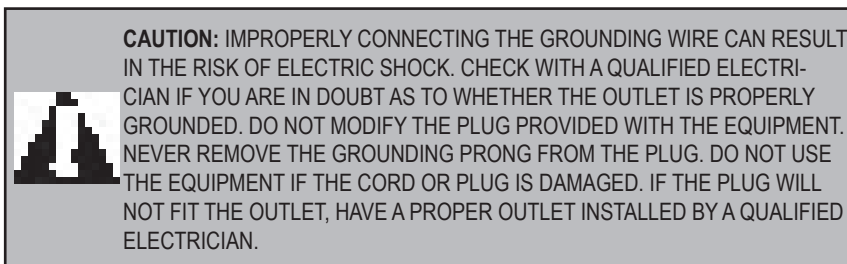 CAUTION: IMPROPERLY CONNECTING THE GROUNDING WIRE CAN RESULT
IN THE RISK OF ELECTRIC SHOCK. CHECK WITH A QUALIFIED ELECTRI-
CIAN IF YOU ARE IN DOUBT AS TO WHETHER THE OUTLET IS PROPERLY
GROUNDED. DO NOT MODIFY THE PLUG PROVIDED WITH THE EQUIPMENT.
NEVER REMOVE THE GROUNDING PRONG FROM THE PLUG. DO NOT USE
THE EQUIPMENT IF THE CORD OR PLUG IS DAMAGED. IF THE PLUG WILL
NOT FIT THE OUTLET, HAVE A PROPER OUTLET INSTALLED BY A QUALIFIED
ELECTRICIAN.